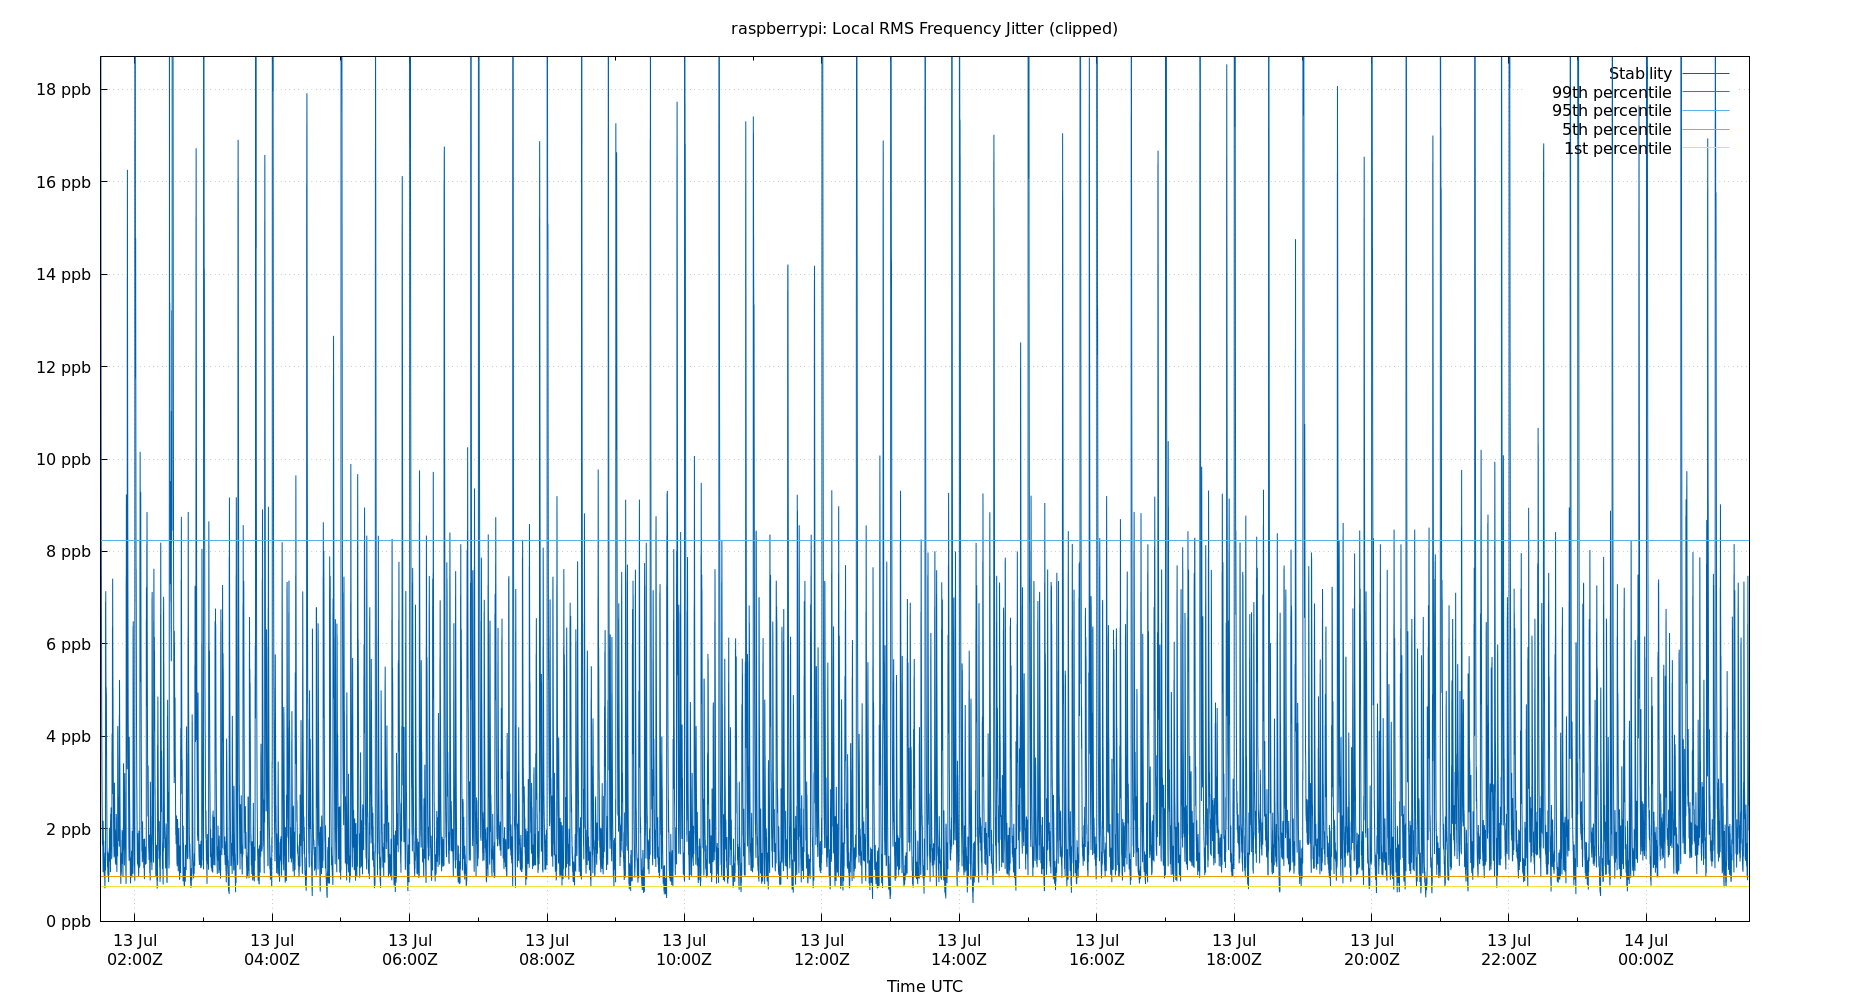 raspberrypi: Local RMS Frequency Jitter (clipped)
Stability
99th percentile
95th percentile
5th percentile
1st percentile
18 ppb
16 ppb
14 ppb
12 ppb
10 ppb
8 ppb
6 ppb
4 ppb
2 ppb
0 ppb
13 Jul 13 Jul 13 Jul 13 Jul 13 Jul 13 Jul 13 Jul 13 Jul 13 Jul 13 Jul 13 Jul 14 Jul
02:00Z 04:00Z 06:00Z 08:00Z 10:00Z 12:00Z 14:00Z 16:00Z 18:00Z 20:00Z 22:00Z 00:00Z
Time UTC